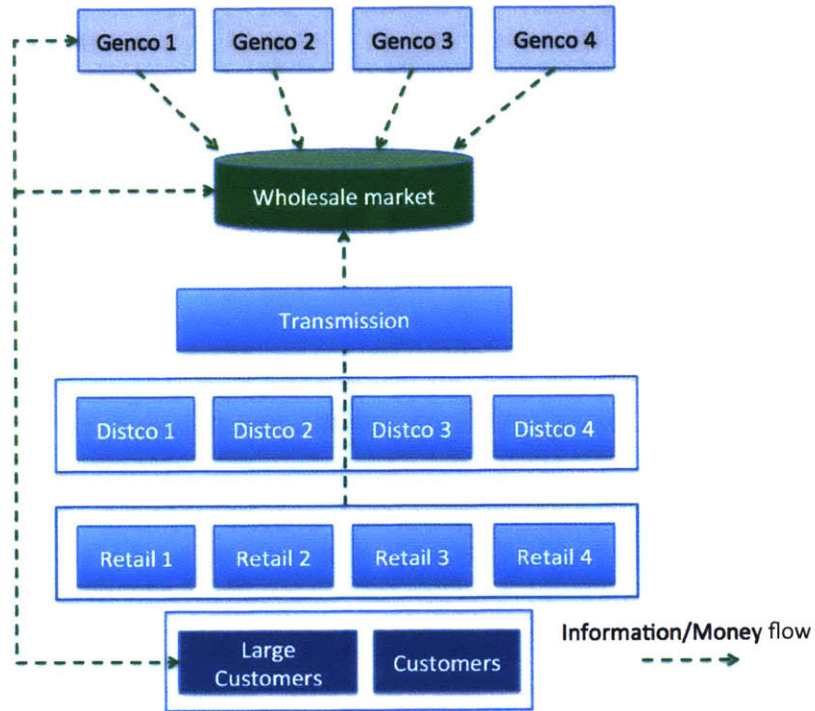 Genco 1 Genco 2 Genco 3 Genco 4
Wholesale market
Transmission
Distco 1 Distco 2 Distco 3 Distco 4
Retail 1 Retail 2 Retail 3 Retail 4
Large
Customers
Customers
Information/Money flow